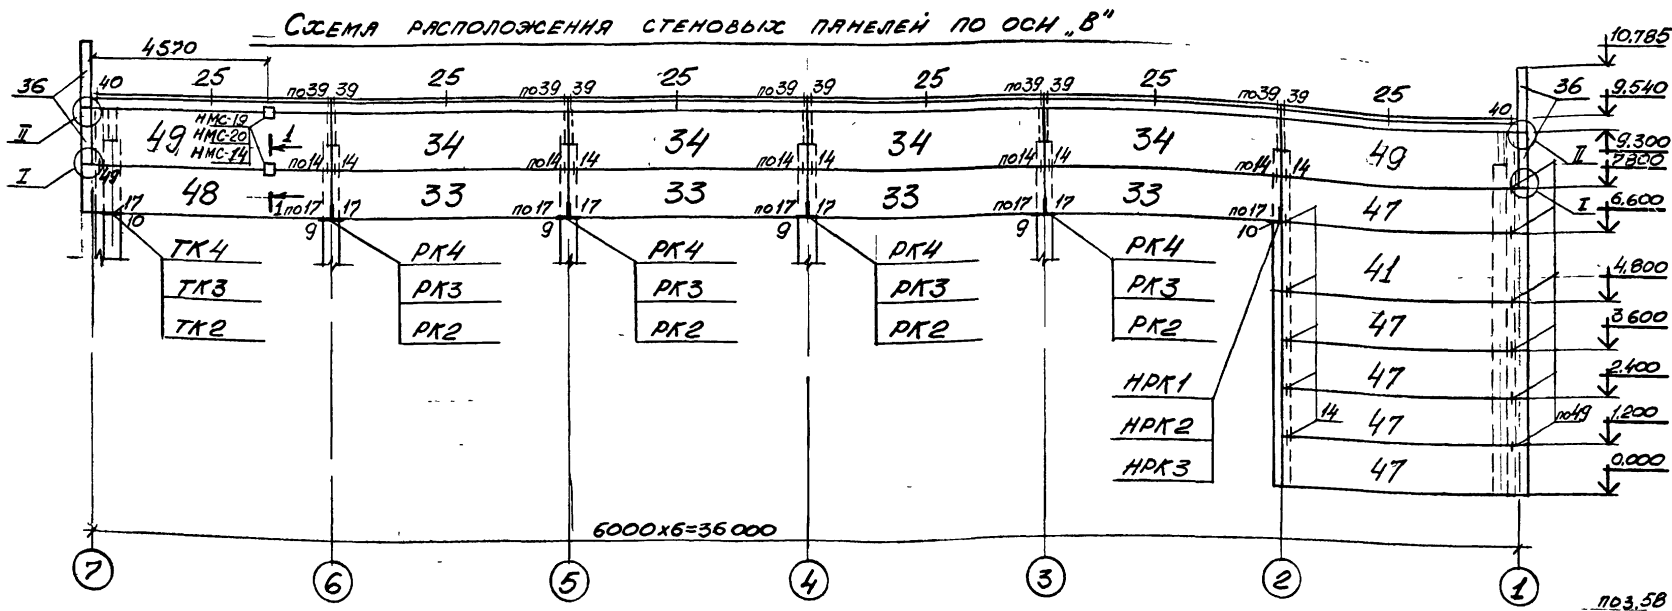 Схема расположения стеновых панелей по оси „В"
4570
10.785
36
40
25
по39 39
25
по39 39
25
по39 39
25
по39 39
25
по39 39
25
40
36
9.540
II
49
НМС-19
НМС-20
НМС-14
1
34
34
34
34
49
II
9.300
7.800
I
по14 14
по14 14
по14 14
по14 14
по14 14
I
49
48
33
33
33
33
47
6.600
17
10
1
по17 17
9
по17 17
9
по17 17
9
по17 17
9
по17
10
ТК4
ТК3
ТК2
РК4
РК3
РК2
РК4
РК3
РК2
РК4
РК3
РК2
РК4
РК3
РК2
41
4.800
47
3.600
НРК1
НРК2
НРК3
47
2.400
14
47
по49
1.200
47
0.000
6000х6=36000
7
6
5
4
3
2
1
поз.58